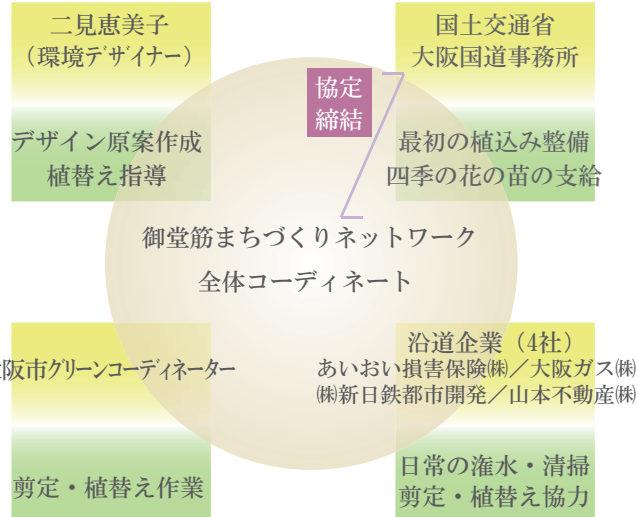 二見恵美子
（環境デザイナー）
デザイン原案作成
植替え指導
国土交通省
大阪国道事務所
最初の植込み整備
四季の花の苗の支給
協定
締結
御堂筋まちづくりネットワーク
全体コーディネート
阪市グリーンコーディネーター
剪定・植替え作業
沿道企業（4社）
あいおい損害保険㈱／大阪ガス㈱
㈱新日鉄都市開発／山本不動産㈱
日常の潅水・清掃
剪定・植替え協力